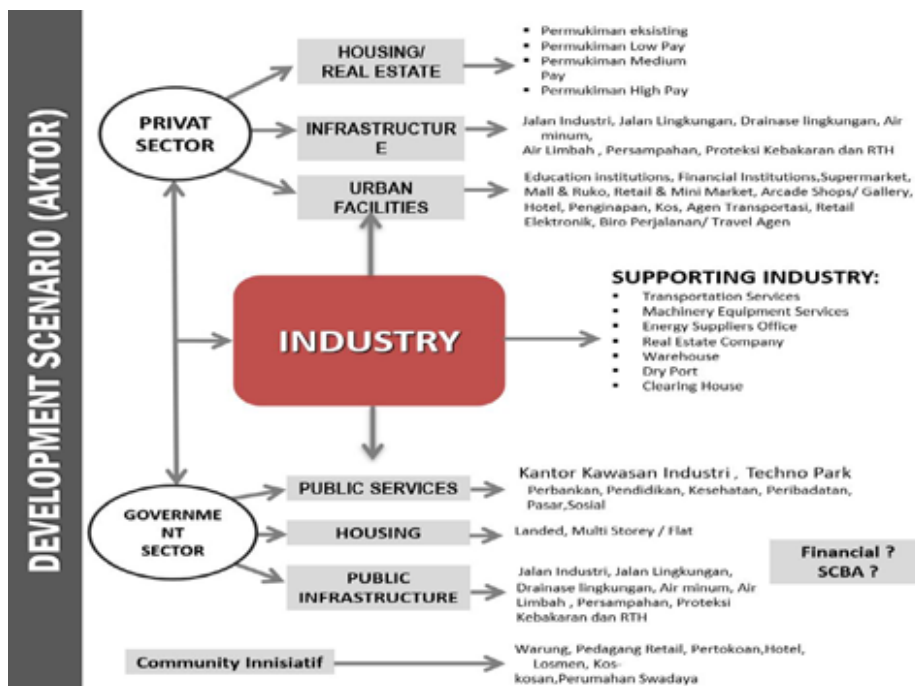 DEVELOPMENT SCENARIO (AKTOR)
PRIVAT
SECTOR
HOUSING/
REAL ESTATE
▪ Permukiman eksisting
▪ Permukiman Low Pay
▪ Permukiman Medium
Pay
▪ Permukiman High Pay
INFRASTRUCTUR
E
Jalan Industri, Jalan Lingkungan, Drainase lingkungan, Air
minum,
Air Limbah , Persampahan, Proteksi Kebakaran dan RTH
URBAN
FACILITIES
Education institutions, Financial Institutions,Supermarket,
Mall & Ruko, Retail & Mini Market, Arcade Shops/ Gallery,
Hotel, Penginapan, Kos, Agen Transportasi, Retail
Elektronik, Biro Perjalanan/ Travel Agen
INDUSTRY
SUPPORTING INDUSTRY:
▪ Transportation Services
▪ Machinery Equipment Services
▪ Energy Suppliers Office
▪ Real Estate Company
▪ Warehouse
▪ Dry Port
▪ Clearing House
GOVERNME
NT
SECTOR
PUBLIC SERVICES
Kantor Kawasan Industri , Techno Park
Perbankan, Pendidikan, Kesehatan, Peribadatan,
Pasar,Sosial
HOUSING
Landed, Multi Storey / Flat
PUBLIC
INFRASTRUCTURE
Jalan Industri, Jalan Lingkungan,
Drainase lingkungan, Air minum, Air
Limbah , Persampahan, Proteksi
Kebakaran dan RTH
Financial ?
SCBA ?
Community Innisiatif
Warung, Pedagang Retail, Pertokoan,Hotel,
Losmen, Kos-
kosan,Perumahan Swadaya